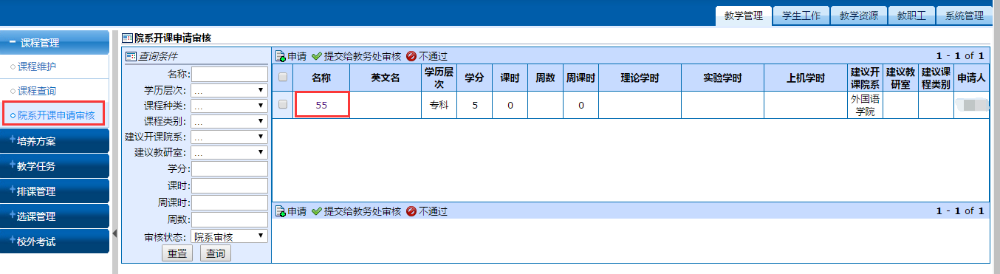 教学管理 学生工作 教学资源 教职工 系统管理
课程管理
课程维护
课程查询
院系开课申请审核
培养方案
教学任务
排课管理
选课管理
校外考试
院系开课申请审核
查询条件
名称:
学历层次: ...
课程种类: ...
课程类别: ...
建议开课院系: ...
建议教研室: ...
学分:
课时:
周课时:
周数:
审核状态: 院系审核
重置 查询
申请 提交给教务处审核 不通过 1 - 1 of 1
名称 英文名 学历层次 学分 课时 周数 周课时 理论学时 实验学时 上机学时 建议开课院系 建议教研室 建议课程类别 申请人
55 专科 5 0 0 外国语学院
申请 提交给教务处审核 不通过 1 - 1 of 1